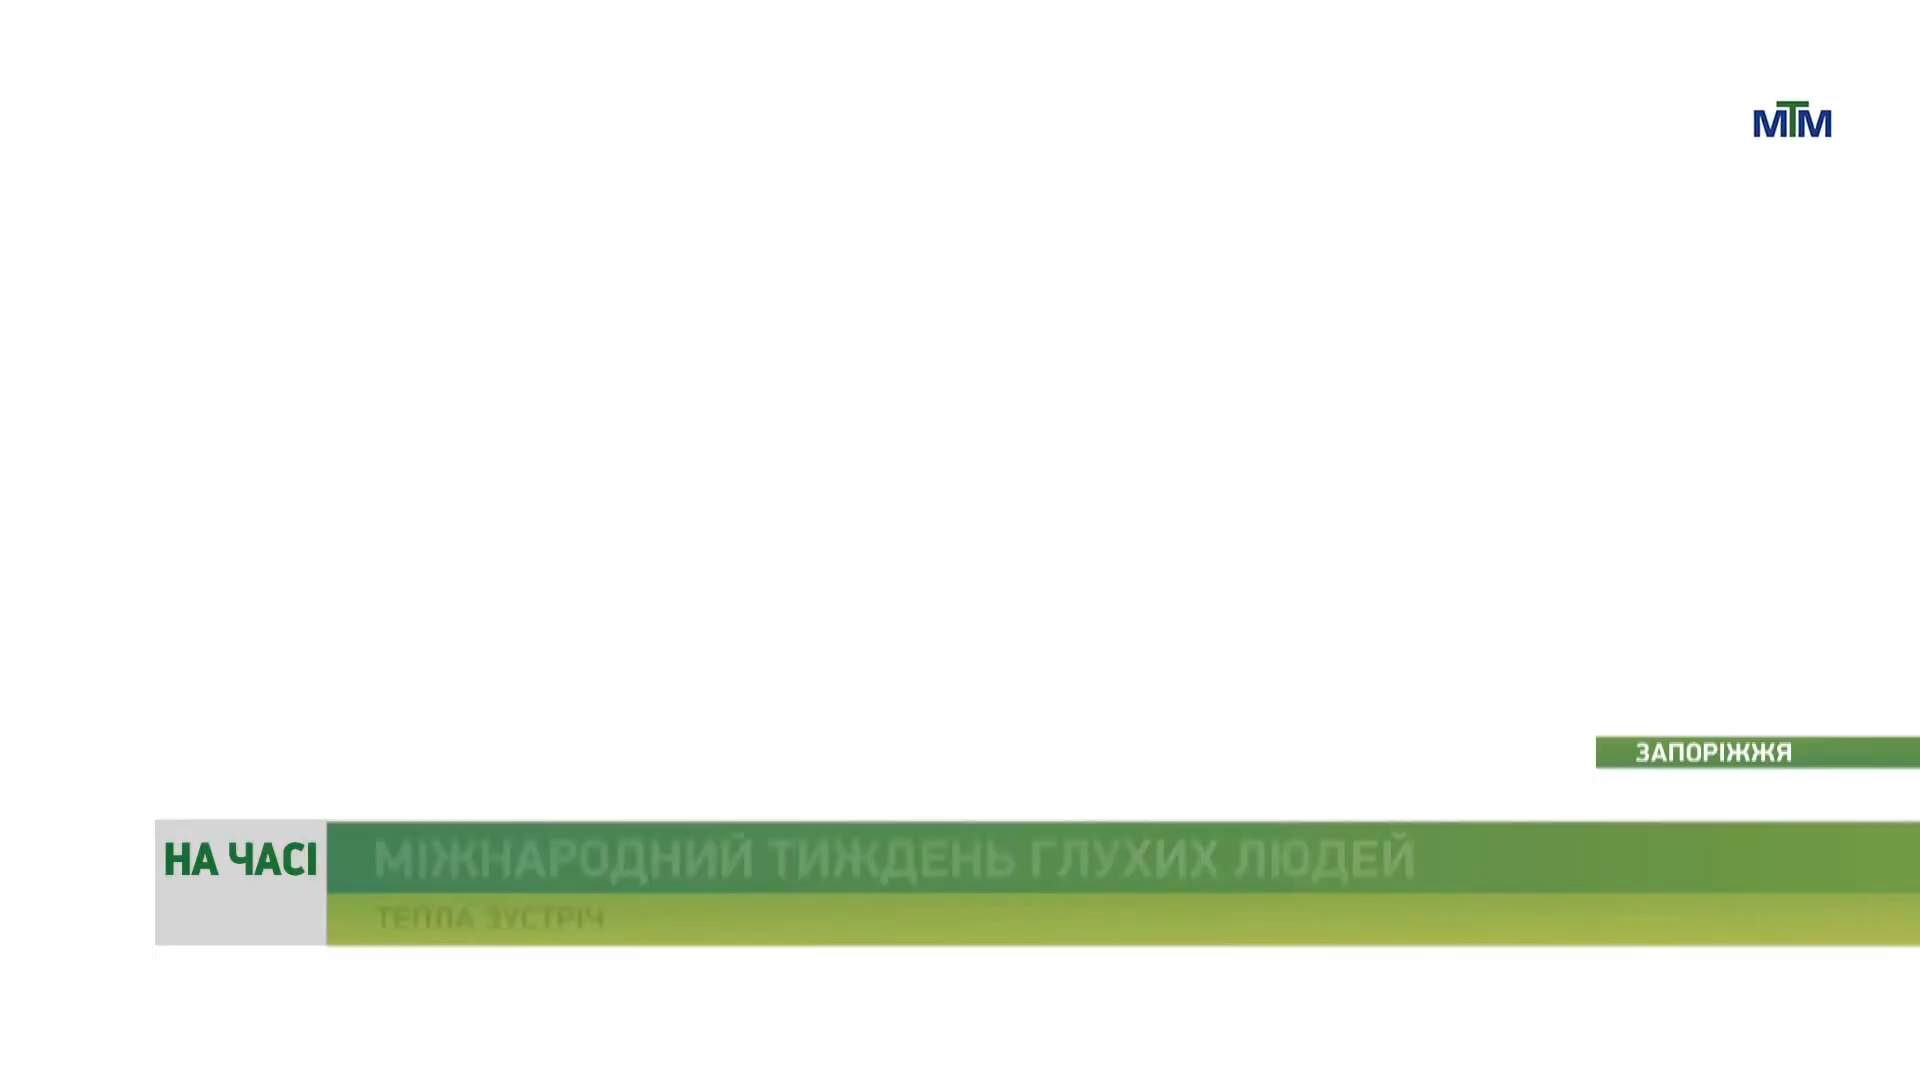 МТМ
ЗАПОРІЖЖЯ
НА ЧАСІ
МІЖНАРОДНИЙ ТИЖДЕНЬ ГЛУХИХ ЛЮДЕЙ
ТЕПЛА ЗУСТРІЧ